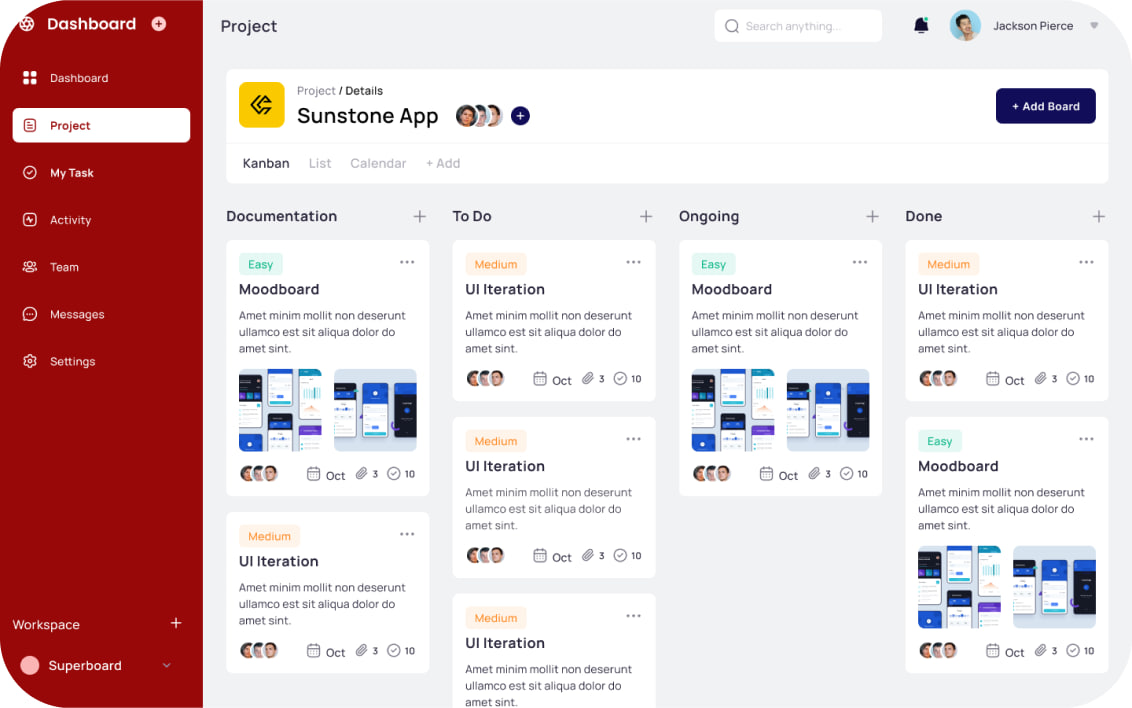 Dashboard
Dashboard
Project
My Task
Activity
Team
Messages
Settings
Workspace
Superboard
Project
Search anything...
Jackson Pierce
Project / Details
Sunstone App
+ Add Board
Kanban
List
Calendar
+ Add
Documentation
Easy
Moodboard
Amet minim mollit non deserunt
ullamco est sit aliqua dolor do
amet sint.
Oct 3 10
Medium
UI Iteration
Amet minim mollit non deserunt
ullamco est sit aliqua dolor do
amet sint.
Oct 3 10
To Do
Medium
UI Iteration
Amet minim mollit non deserunt
ullamco est sit aliqua dolor do
amet sint.
Oct 3 10
Medium
UI Iteration
Amet minim mollit non deserunt
ullamco est sit aliqua dolor do
amet sint.
Oct 3 10
Medium
UI Iteration
Amet minim mollit non deserunt
ullamco est sit aliqua dolor do
amet sint.
Ongoing
Easy
Moodboard
Amet minim mollit non deserunt
ullamco est sit aliqua dolor do
amet sint.
Oct 3 10
Done
Medium
UI Iteration
Amet minim mollit non deserunt
ullamco est sit aliqua dolor do
amet sint.
Oct 3 10
Easy
Moodboard
Amet minim mollit non deserunt
ullamco est sit aliqua dolor do
amet sint.
Oct 3 10